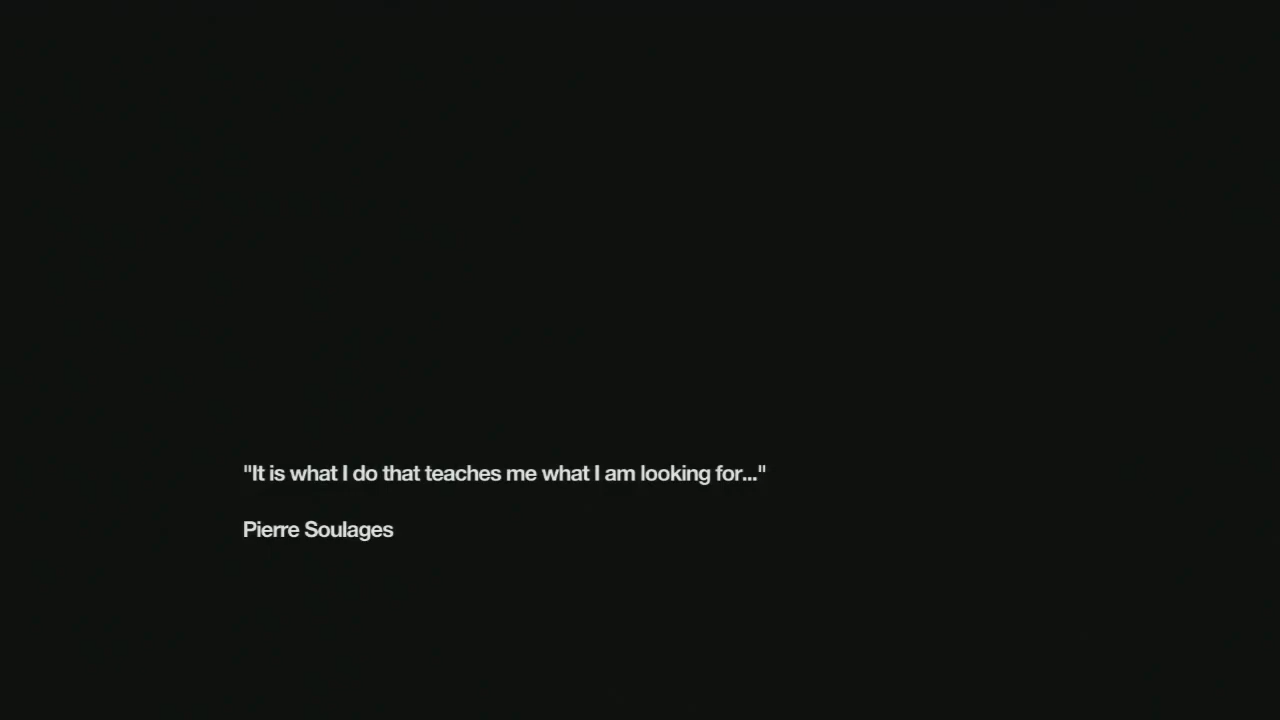 "It is what I do that teaches me what I am looking for..."
Pierre Soulages